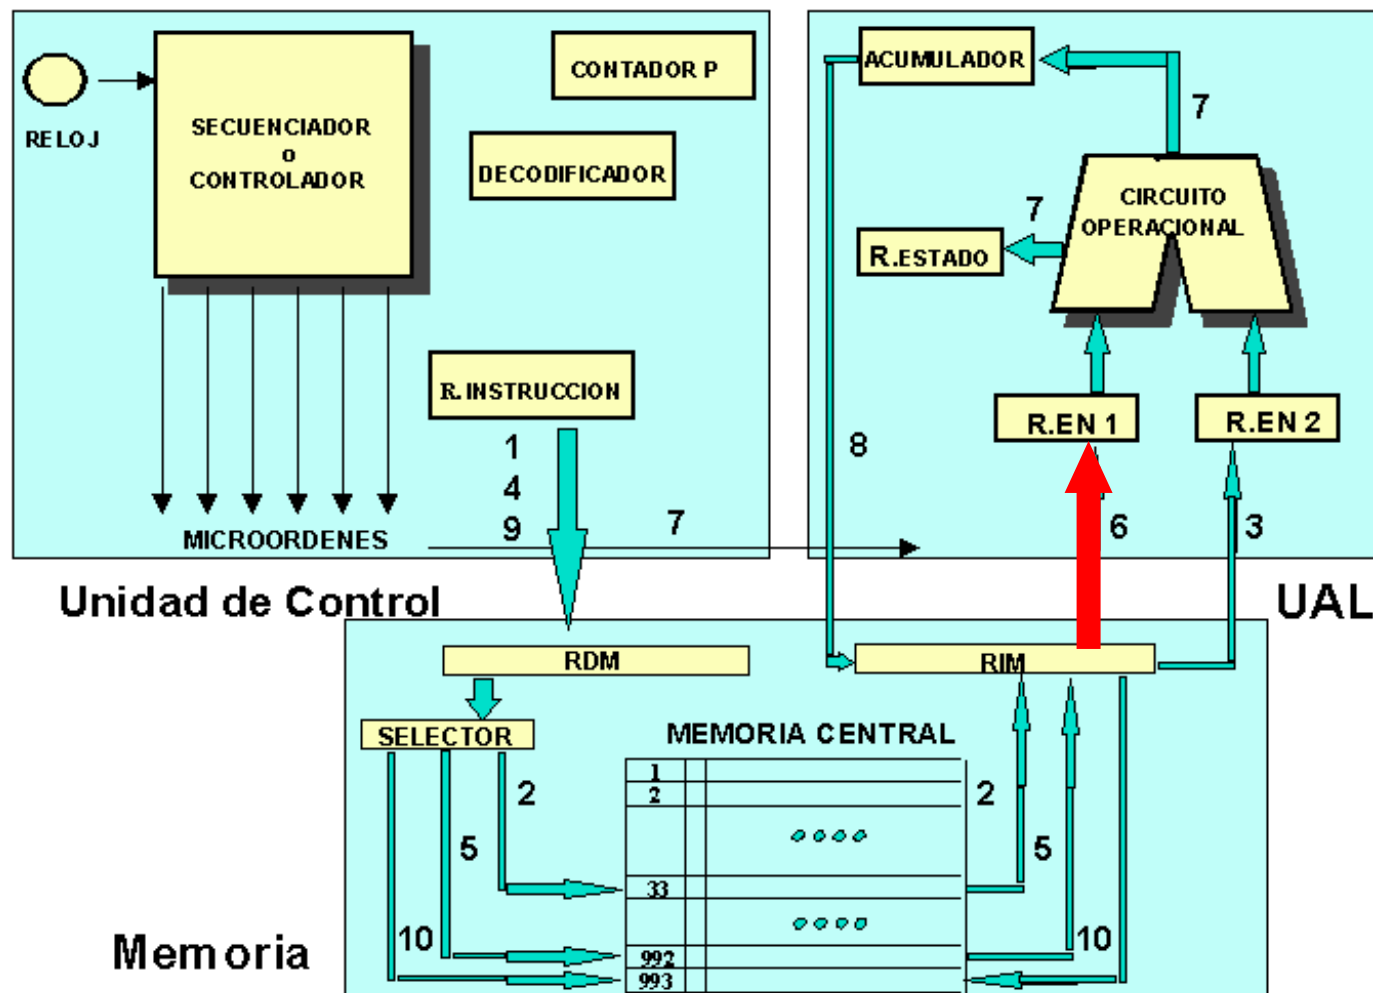 RELOJ
SECUENCIADOR
o
CONTROLADOR
CONTADOR P
DECODIFICADOR
R.INSTRUCCION
1
4
9
7
MICROORDENES
Unidad de Control
ACUMULADOR
7
CIRCUITO
OPERACIONAL
7
R.ESTADO
R.EN 1
R.EN 2
8
6
3
UAL
RDM
RIM
SELECTOR
MEMORIA CENTRAL
1
2
2
2
5
5
33
10
10
992
993
Memoria